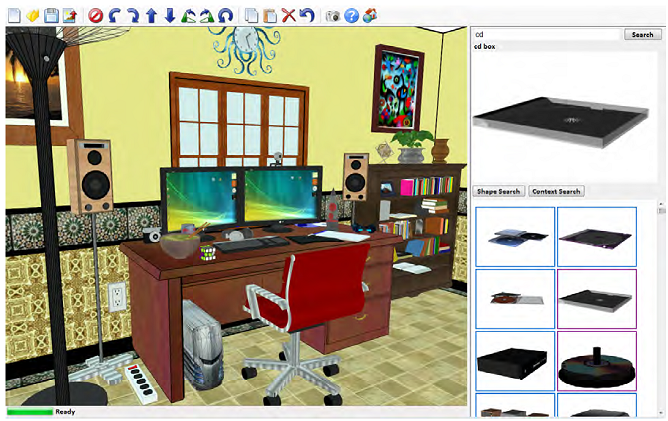 cd
Search
cd box
Shape Search
Context Search
Ready